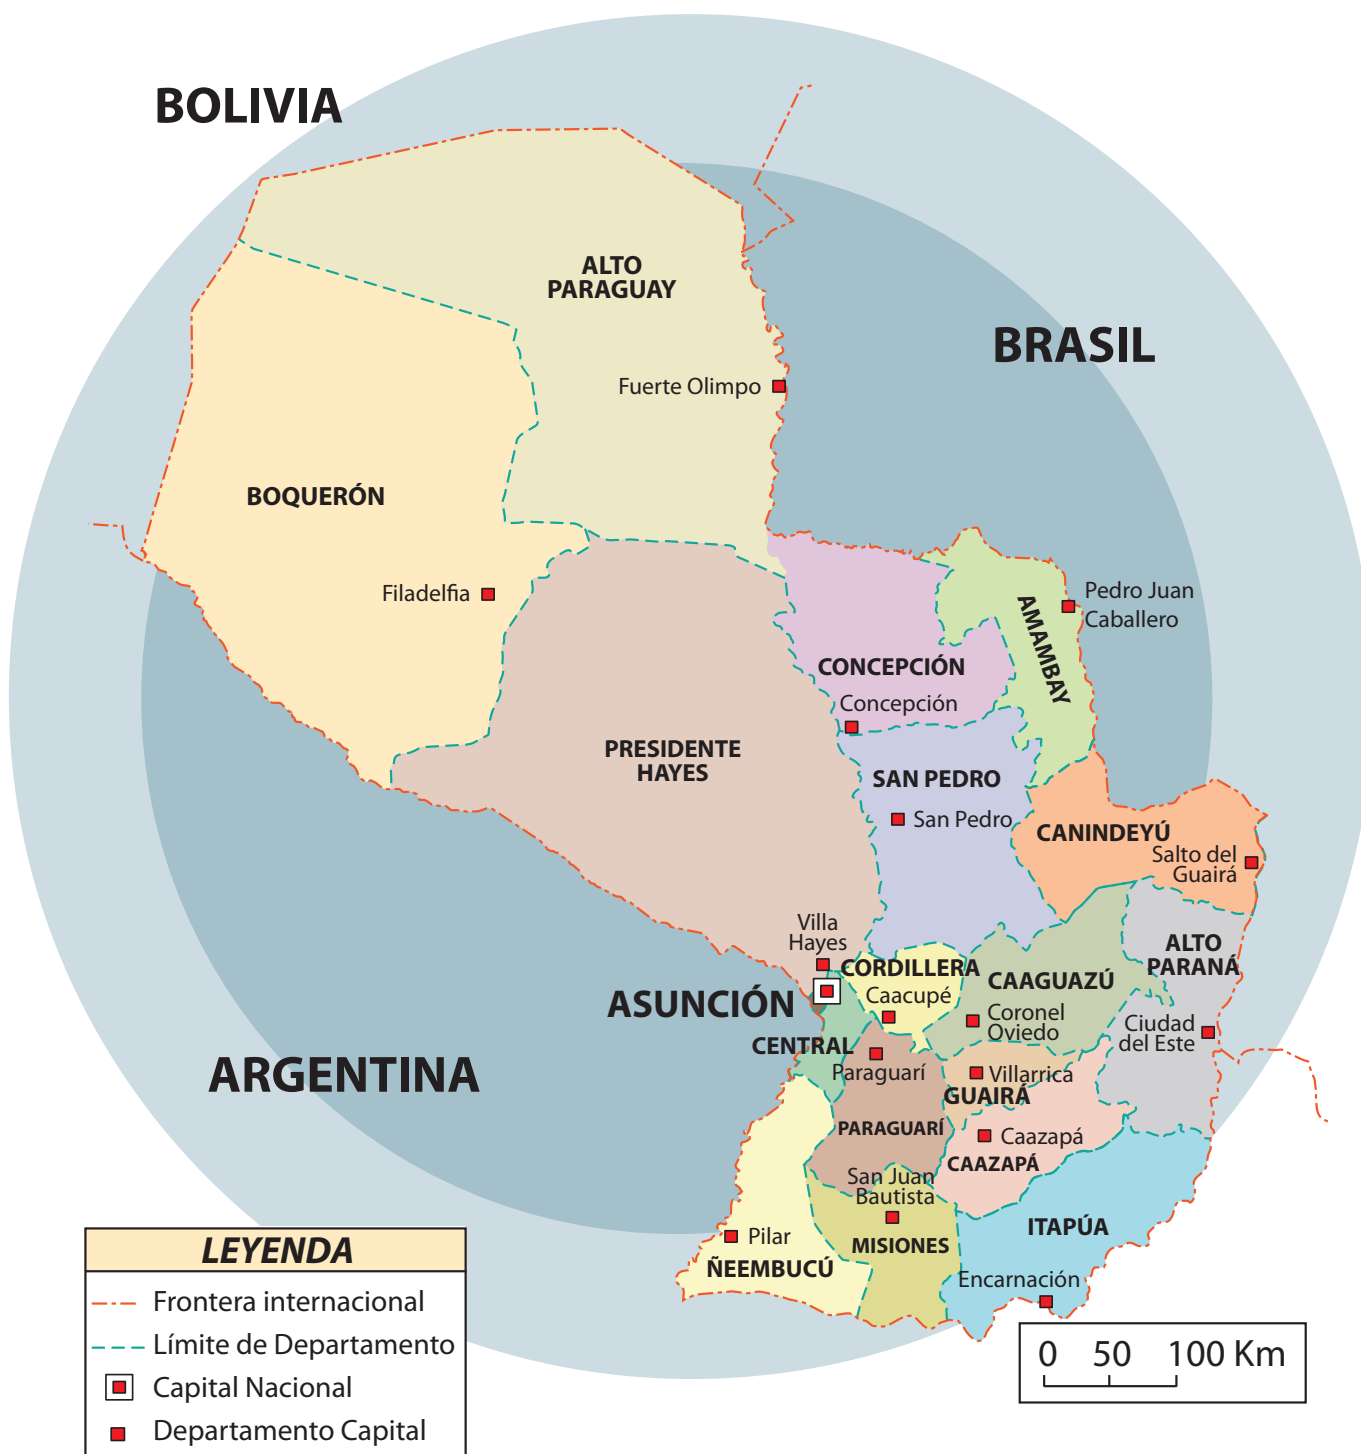 BOLIVIA
ALTO
PARAGUAY
BRASIL
Fuerte Olimpo
BOQUERÓN
Filadelfia
Pedro Juan
Caballero
AMAMBAY
CONCEPCIÓN
Concepción
PRESIDENTE
HAYES
SAN PEDRO
San Pedro
CANINDEYÚ
Salto del
Guairá
Villa
Hayes
ALTO
PARANÁ
CORDILLERA
CAAGUAZÚ
ASUNCIÓN
Caacupé
Coronel
Oviedo
Ciudad
del Este
CENTRAL
ARGENTINA
Paraguarí
Villarrica
GUAIRÁ
PARAGUARÍ
Caazapá
CAAZAPÁ
San Juan
Bautista
ITAPÚA
Pilar
MISIONES
ÑEEMBUCÚ
Encarnación
LEYENDA
Frontera internacional
Límite de Departamento
Capital Nacional
Departamento Capital
0 50 100 Km